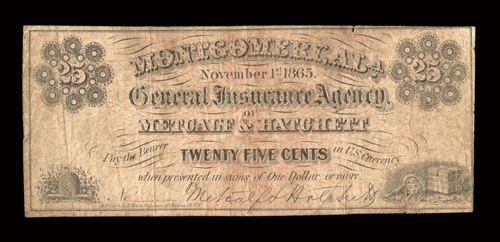 MONTGOMERY, ALA
25 25
November 1st 1865.
General Insurance Agency,
OF
METCALF & HATCHETT
Pay the Bearer TWENTY FIVE CENTS in U.S. Currency
when presented in sums of One Dollar or more
No Metcalf & Hatchett